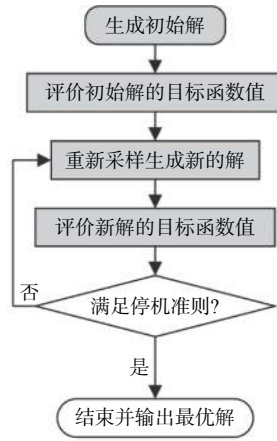 生成初始解
评价初始解的目标函数值
重新采样生成新的解
评价新解的目标函数值
否
满足停机准则?
是
结束并输出最优解